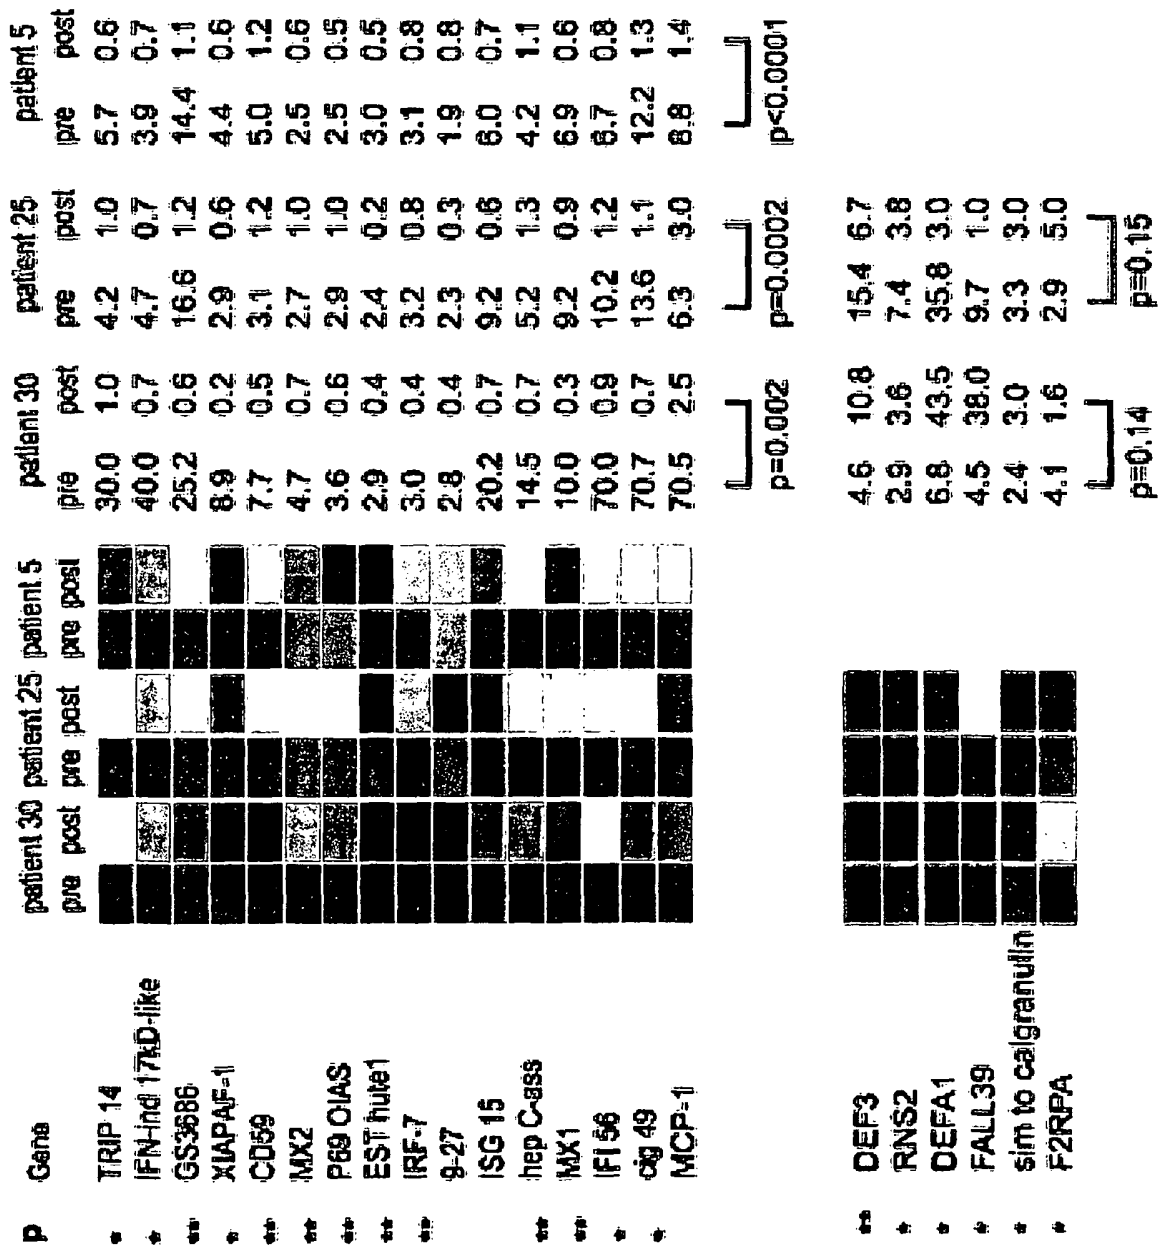 p Gene patient 30 patient 25 patient 5 patient 30 patient 25 patient 5
pre post pre post pre post pre post pre post pre post
* TRIP 14 30.0 1.0 4.2 1.0 5.7 0.6
* IFN-ind 17kD-like 40.0 0.7 4.7 0.7 3.9 0.7
** GS3686 25.2 0.6 16.6 1.2 14.4 1.1
* XIAPAF-1 8.9 0.2 2.9 0.6 4.4 0.6
** CD59 7.7 0.5 3.1 1.2 5.0 1.2
** MX2 4.7 0.7 2.7 1.0 2.5 0.6
** P69 OIAS 3.6 0.6 2.9 1.0 2.5 0.5
** EST hute1 2.9 0.4 2.4 0.2 3.0 0.5
** IRF-7 3.0 0.4 3.2 0.8 3.1 0.8
9-27 2.8 0.4 2.3 0.3 1.9 0.8
ISG 15 20.2 0.7 9.2 0.6 6.0 0.7
** hep C-ass 14.5 0.7 5.2 1.3 4.2 1.1
** MX1 10.0 0.3 9.2 0.9 6.9 0.6
* IFI 56 70.0 0.9 10.2 1.2 6.7 0.8
* cig 49 70.7 0.7 13.6 1.1 12.2 1.3
MCP-1 70.5 2.5 6.3 3.0 8.8 1.4
p=0.002 p=0.0002 p<0.0001
** DEF3 4.6 10.8 15.4 6.7
* RNS2 2.9 3.6 7.4 3.8
* DEFA1 6.8 43.5 35.8 3.0
* FALL39 4.5 38.0 9.7 1.0
* sim to calgranulin 2.4 3.0 3.3 3.0
* F2RPA 4.1 1.6 2.9 5.0
p=0.14 p=0.15